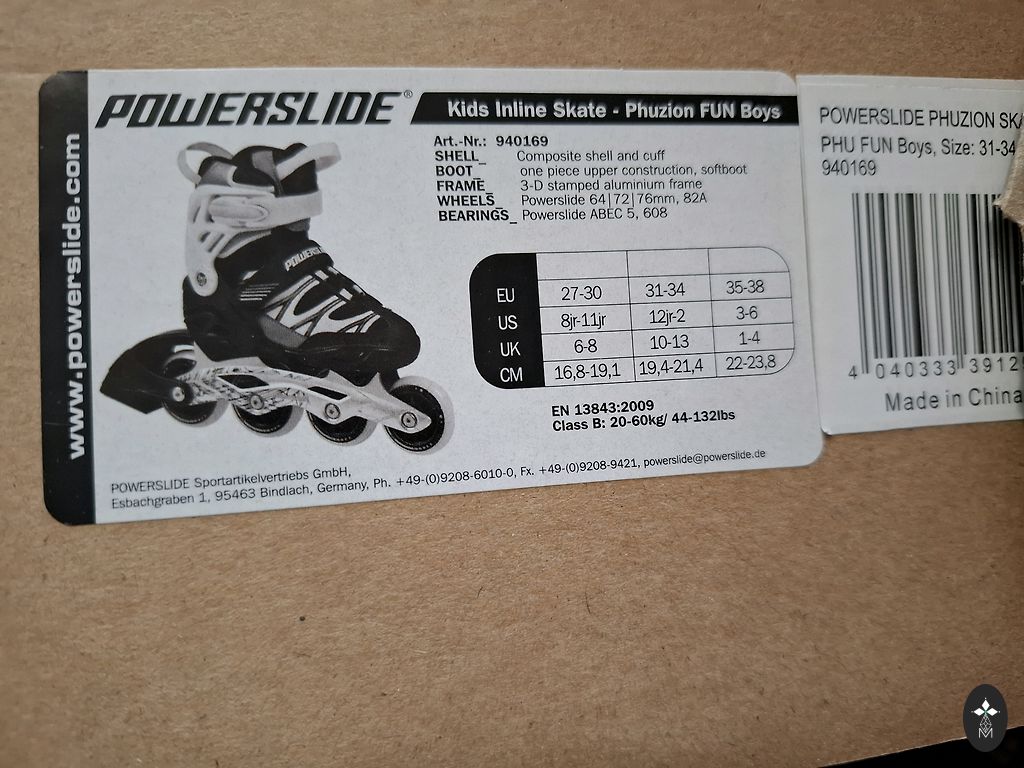 www.powerslide.com
POWERSLIDE®
Kids Inline Skate - Phuzion FUN Boys
Art.-Nr.: 940169
SHELL_ Composite shell and cuff
BOOT_ one piece upper construction, softboot
FRAME_ 3-D stamped aluminium frame
WHEELS_ Powerslide 64|72|76mm, 82A
BEARINGS_ Powerslide ABEC 5, 608
POWERSLIDE
EU 27-30 31-34 35-38
US 8jr-11jr 12jr-2 3-6
UK 6-8 10-13 1-4
CM 16,8-19,1 19,4-21,4 22-23,8
EN 13843:2009
Class B: 20-60kg/ 44-132lbs
POWERSLIDE Sportartikelvertriebs GmbH,
Esbachgraben 1, 95463 Bindlach, Germany, Ph. +49-(0)9208-6010-0, Fx. +49-(0)9208-9421, powerslide@powerslide.de
POWERSLIDE PHUZION
PHU FUN Boys, Size: 31-34
940169
4 040333 3912
Made in China
M